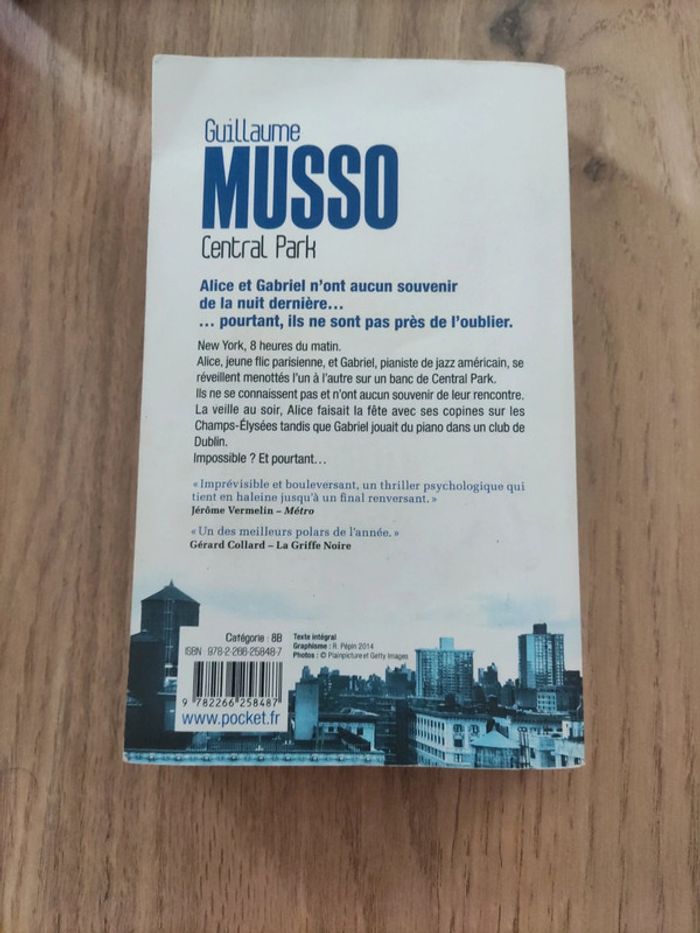 Guillaume
MUSSO
Central Park
Alice et Gabriel n'ont aucun souvenir
de la nuit dernière...
... pourtant, ils ne sont pas près de l'oublier.
New York, 8 heures du matin.
Alice, jeune flic parisienne, et Gabriel, pianiste de jazz américain, se
réveillent menottés l'un à l'autre sur un banc de Central Park.
Ils ne se connaissent pas et n'ont aucun souvenir de leur rencontre.
La veille au soir, Alice faisait la fête avec ses copines sur les
Champs-Élysées tandis que Gabriel jouait du piano dans un club de
Dublin.
Impossible ? Et pourtant...
« Imprévisible et bouleversant, un thriller psychologique qui
tient en haleine jusqu'à un final renversant. »
Jérôme Vermelin – Métro
« Un des meilleurs polars de l'année. »
Gérard Collard – La Griffe Noire
Catégorie : 8B
ISBN 978-2-266-25848-7
9 782266 258487
www.pocket.fr
Texte intégral
Graphisme : R. Pépin 2014
Photos : © Plainpicture et Getty Images